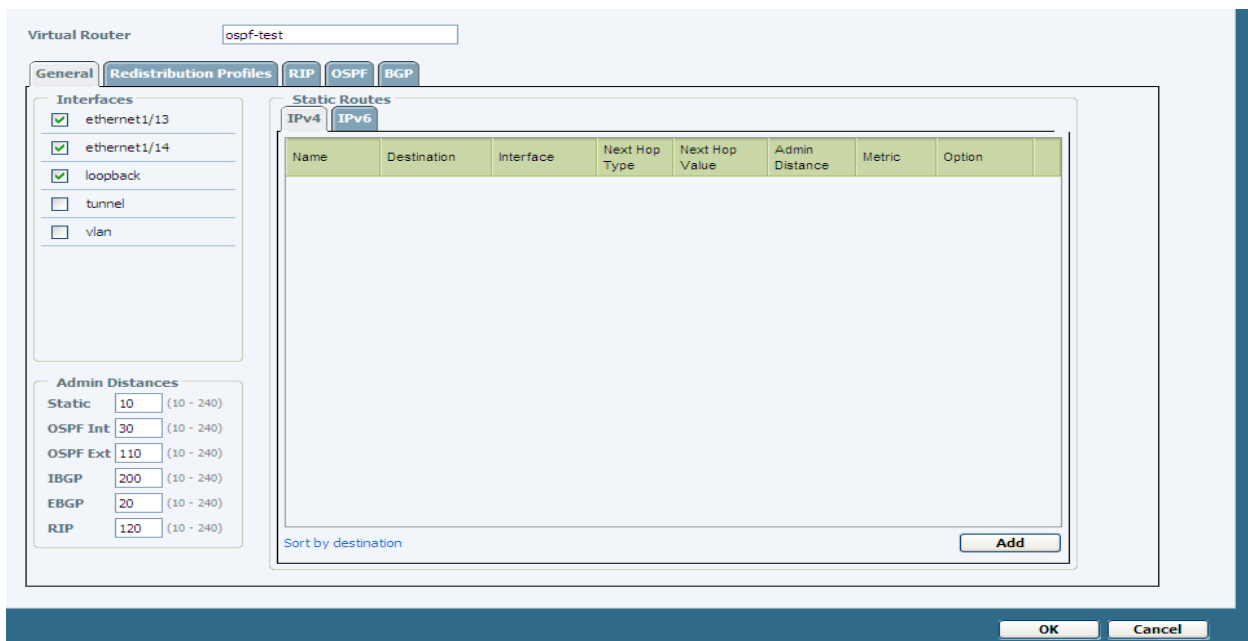 Virtual Router ospf-test
General Redistribution Profiles RIP OSPF BGP
Interfaces
ethernet1/13
ethernet1/14
loopback
tunnel
vlan
Admin Distances
Static 10 (10 - 240)
OSPF Int 30 (10 - 240)
OSPF Ext 110 (10 - 240)
IBGP 200 (10 - 240)
EBGP 20 (10 - 240)
RIP 120 (10 - 240)
Static Routes
IPv4 IPv6
Name Destination Interface Next Hop Type Next Hop Value Admin Distance Metric Option
Sort by destination Add
OK Cancel